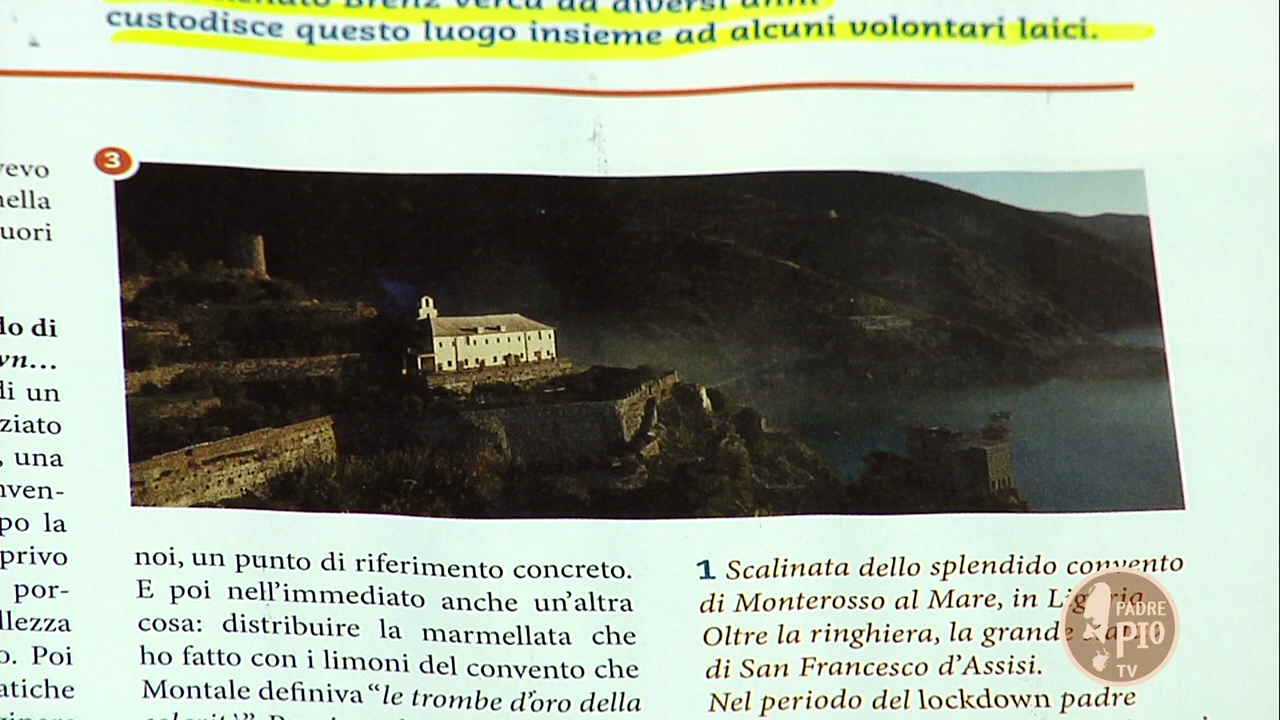 custodisce questo luogo insieme ad alcuni volontari laici.
3
uori
lo di
di un
ziato
, una
nven-
po la
privo
por-
llezza
o. Poi
atiche
noi, un punto di riferimento concreto.
E poi nell'immediato anche un'altra
cosa: distribuire la marmellata che
ho fatto con i limoni del convento che
Montale definiva “le trombe d'oro della
1 Scalinata dello splendido convento
di Monterosso al Mare, in Liguria.
Oltre la ringhiera, la grande
di San Francesco d'Assisi.
Nel periodo del lockdown padre
PADRE
PIO
TV